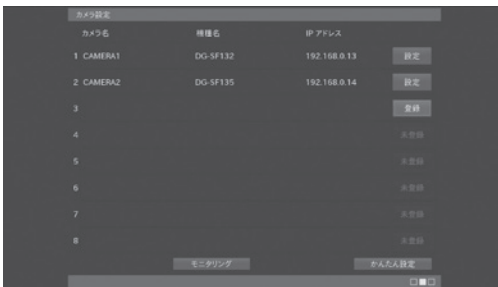 カメラ設定
カメラ名 機種名 IP アドレス
1 CAMERA1 DG-SF132 192.168.0.13 設定
2 CAMERA2 DG-SF135 192.168.0.14 設定
3 登録
4 未登録
5 未登録
6 未登録
7 未登録
8 未登録
モニタリング かんたん設定